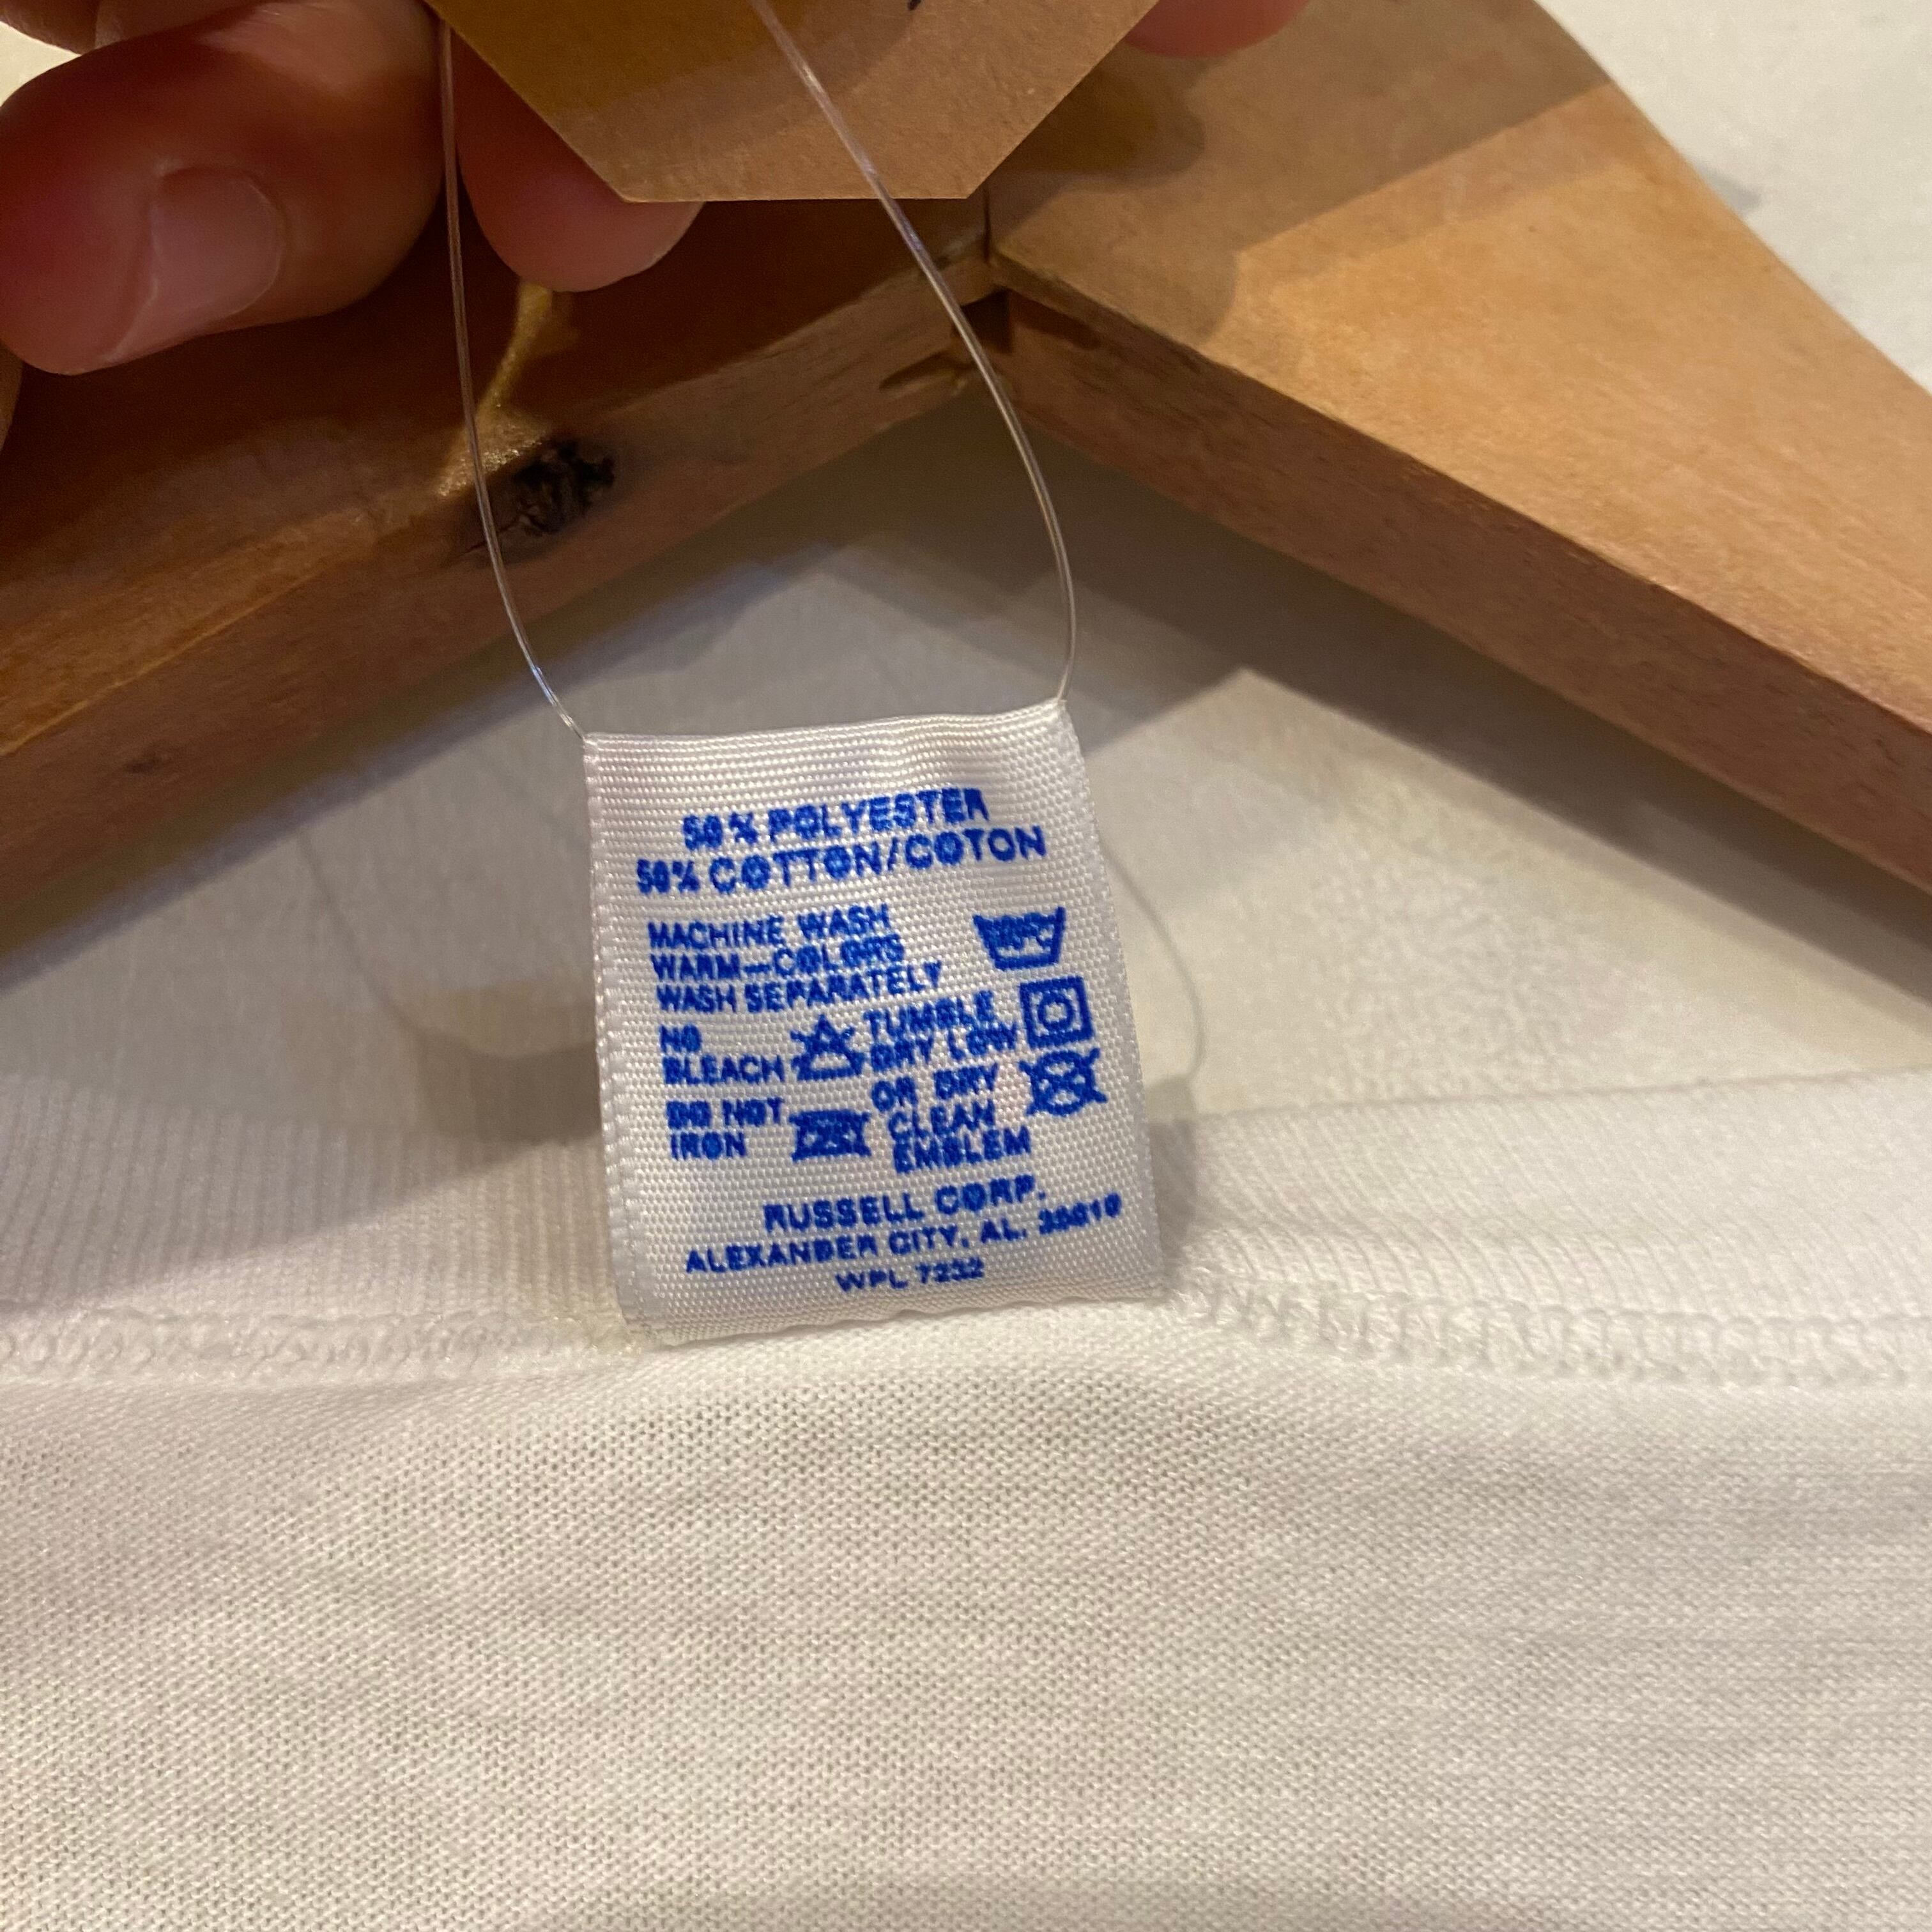 50% POLYESTER
50% COTTON/COTON
MACHINE WASH
WARM—COLORS
WASH SEPARATELY
NO
BLEACH
TUMBLE
DRY LOW
DO NOT
IRON
OR DRY
CLEAN
EMBLEM
RUSSELL CORP.
ALEXANDER CITY, AL. 35010
WPL 7232